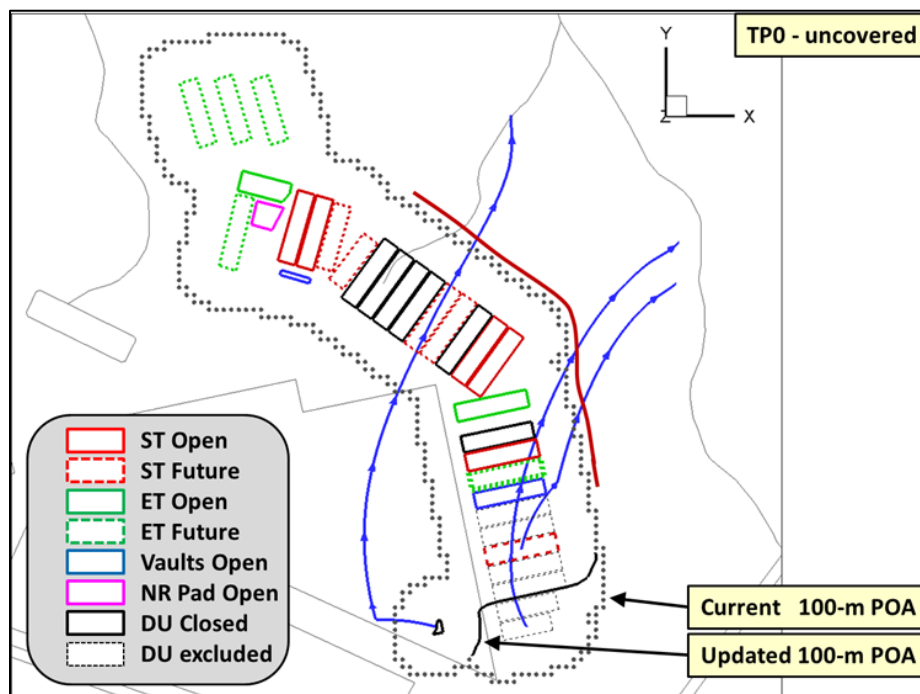 TP0 - uncovered
Y
Z
X
ST Open
ST Future
ET Open
ET Future
Vaults Open
NR Pad Open
DU Closed
DU excluded
Current 100-m POA
Updated 100-m POA